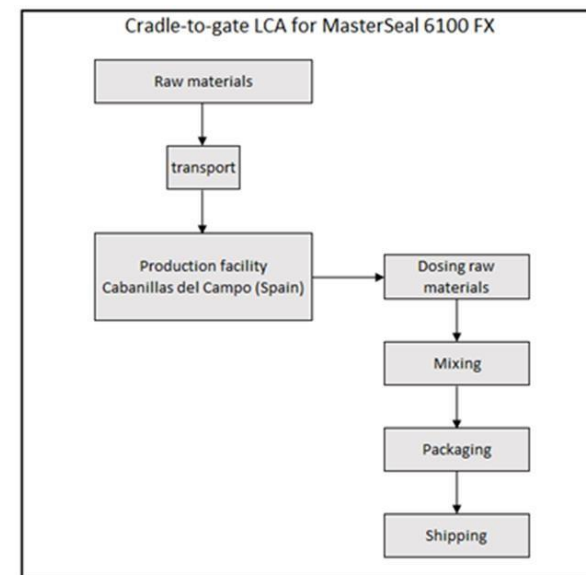 Cradle-to-gate LCA for MasterSeal 6100 FX
Raw materials
transport
Production facility
Cabanillas del Campo (Spain)
Dosing raw
materials
Mixing
Packaging
Shipping